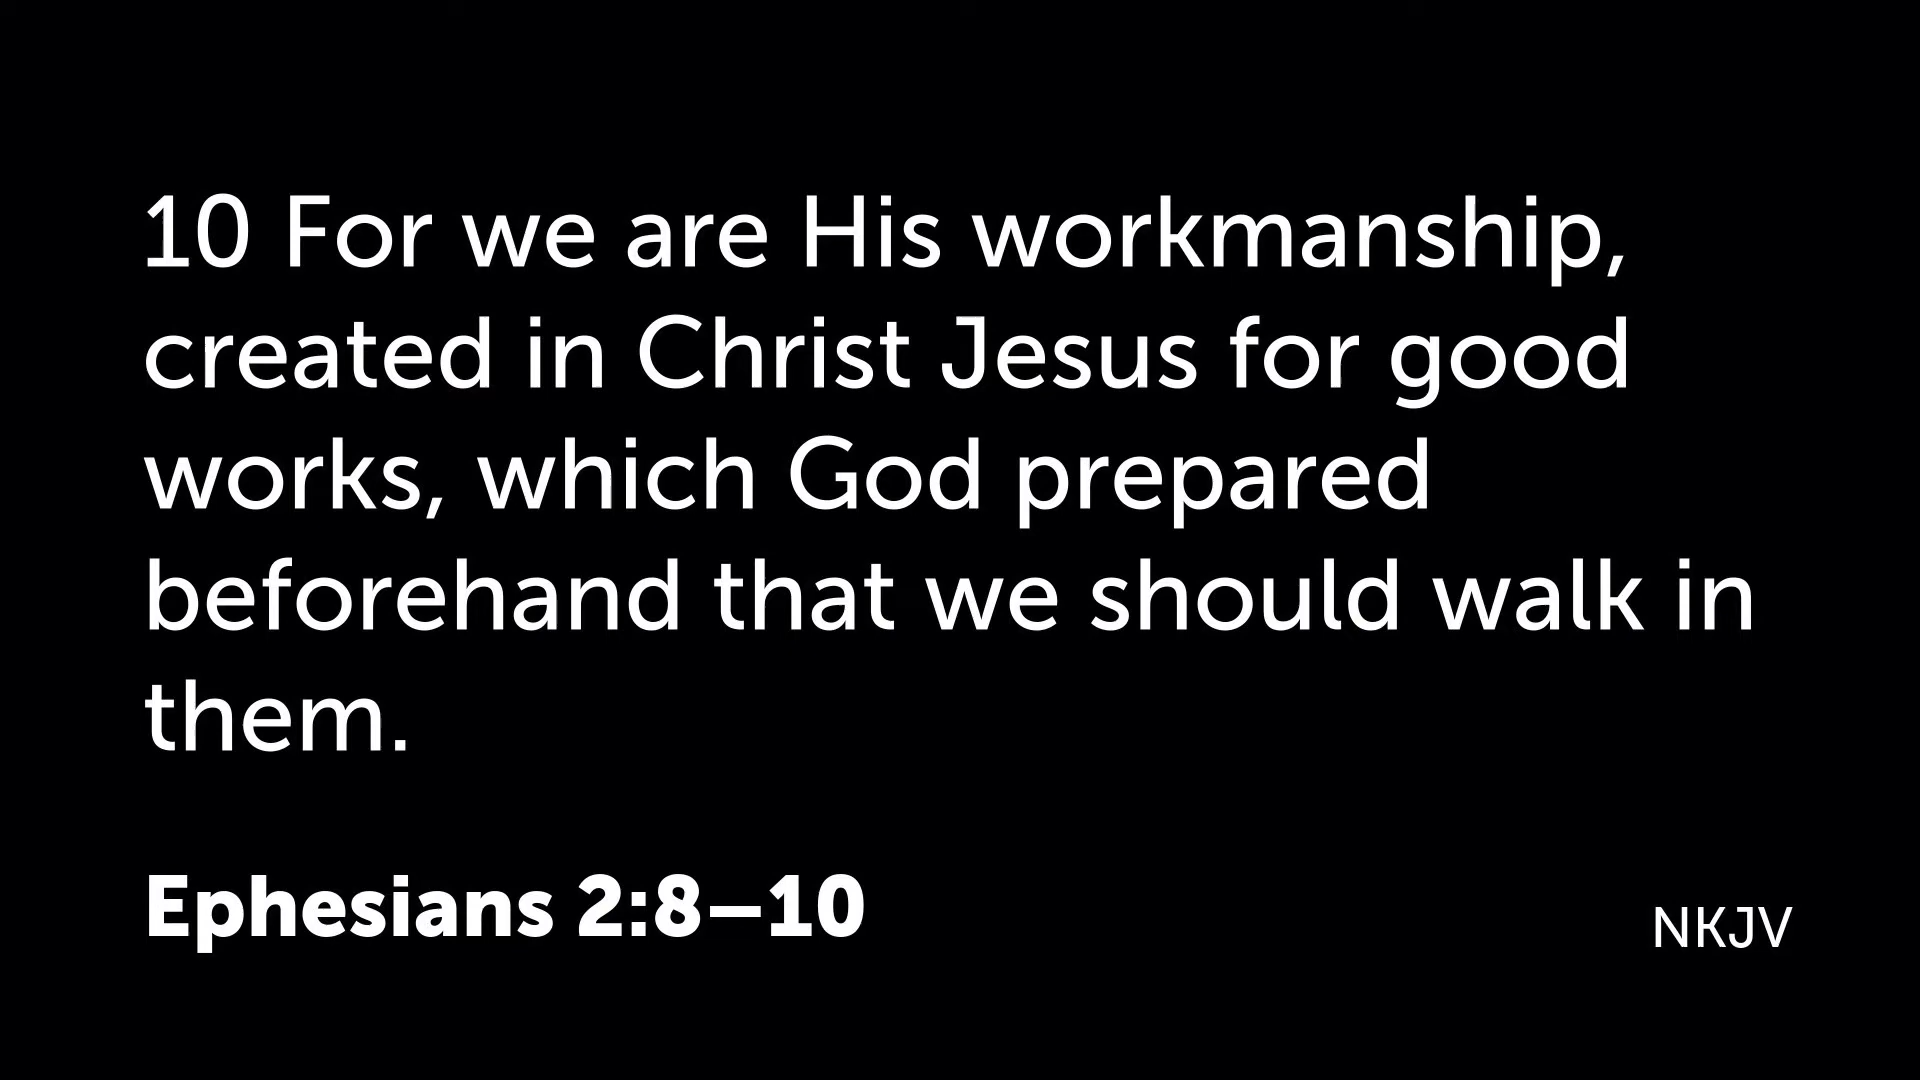 10 For we are His workmanship,
created in Christ Jesus for good
works, which God prepared
beforehand that we should walk in
them.
Ephesians 2:8–10
NKJV